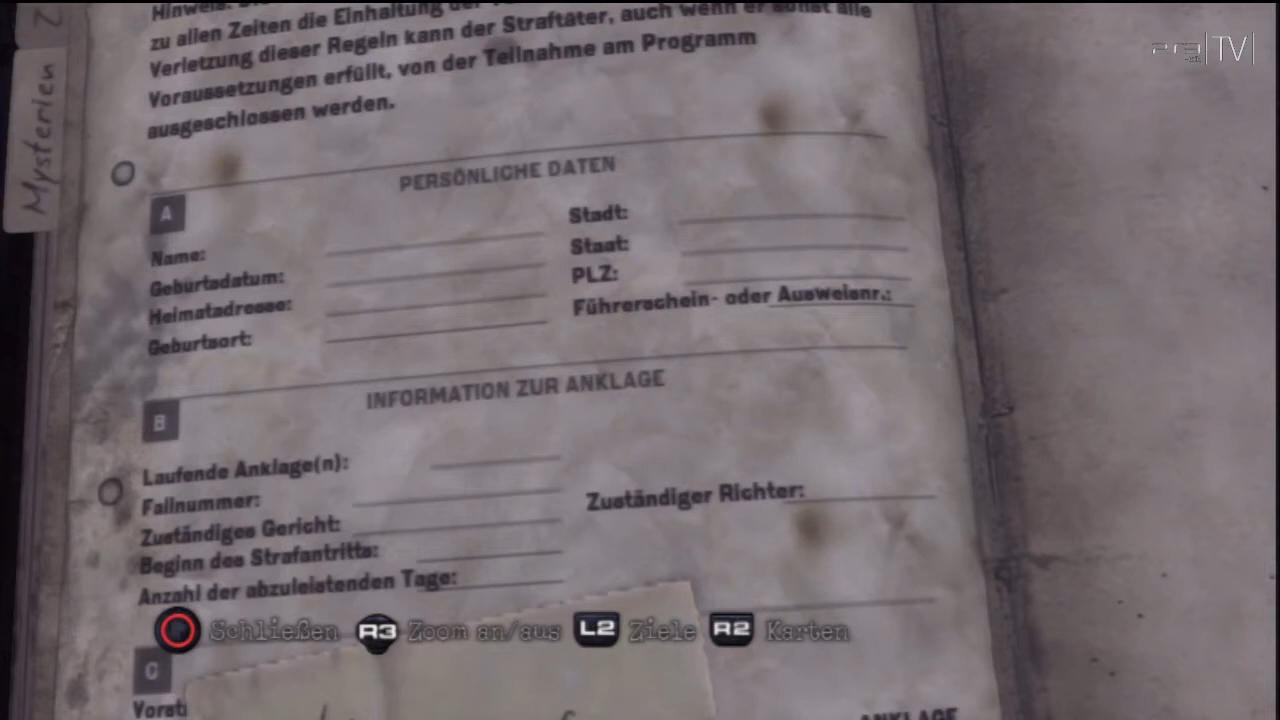 zu allen Zeiten die Einhaltung der
Verletzung dieser Regeln kann der Straftäter, auch wenn er sonst alle
Voraussetzungen erfüllt, von der Teilnahme am Programm
ausgeschlossen werden.
Mysterien
TV
PERSÖNLICHE DATEN
A
Name:
Geburtsdatum:
Heimatadresse:
Geburtsort:
Stadt:
Staat:
PLZ:
Führerschein- oder Ausweisnr.:
INFORMATION ZUR ANKLAGE
B
Laufende Anklage(n):
Fallnummer:
Zuständiges Gericht:
Beginn des Strafantritts:
Anzahl der abzuleistenden Tage:
Zuständiger Richter:
Schließen R3 Zoom an/aus L2 Ziele R2 Karten
C
ANKLAGE